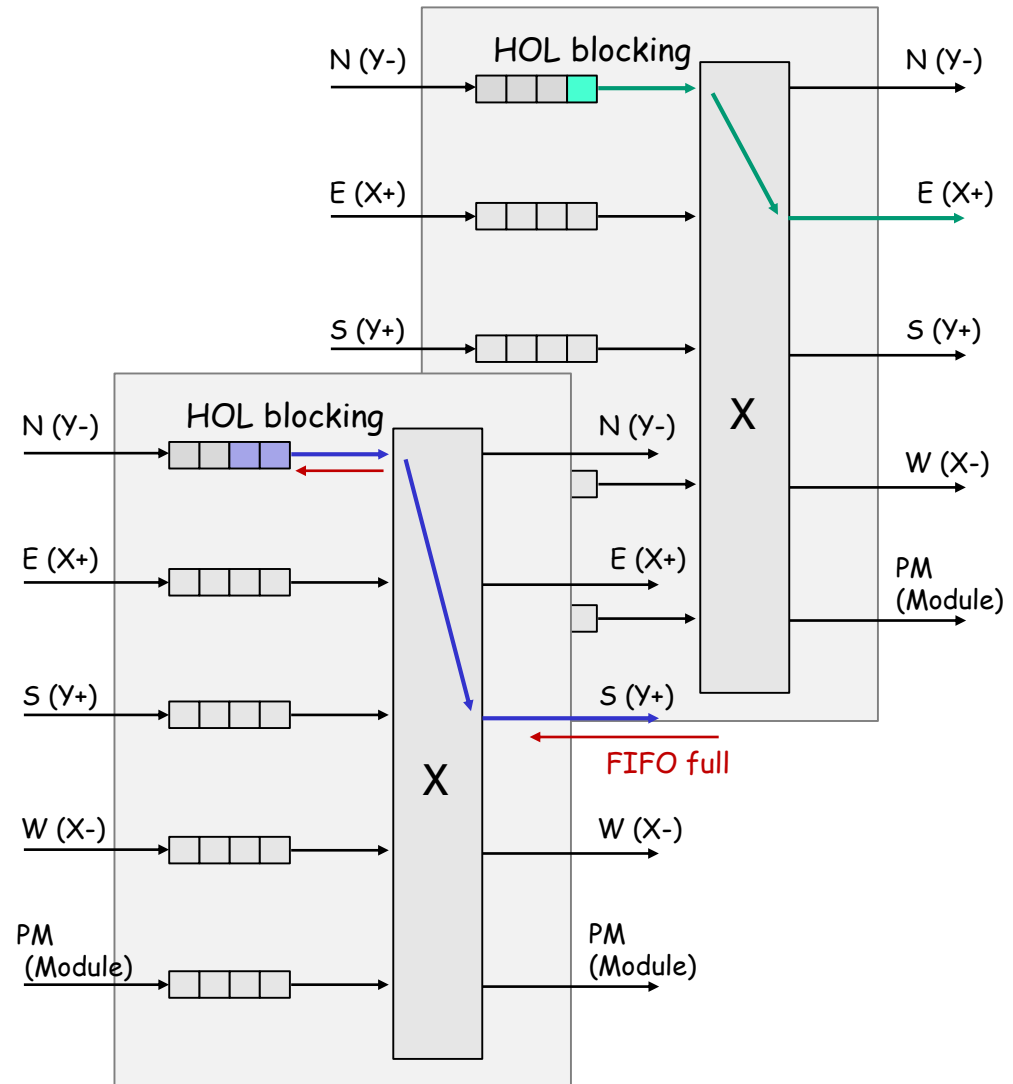 HOL blocking
N (Y-)
N (Y-)
E (X+)
E (X+)
S (Y+)
S (Y+)
X
W (X-)
PM
(Module)
HOL blocking
N (Y-)
N (Y-)
E (X+)
E (X+)
S (Y+)
S (Y+)
FIFO full
X
W (X-)
W (X-)
PM
(Module)
PM
(Module)